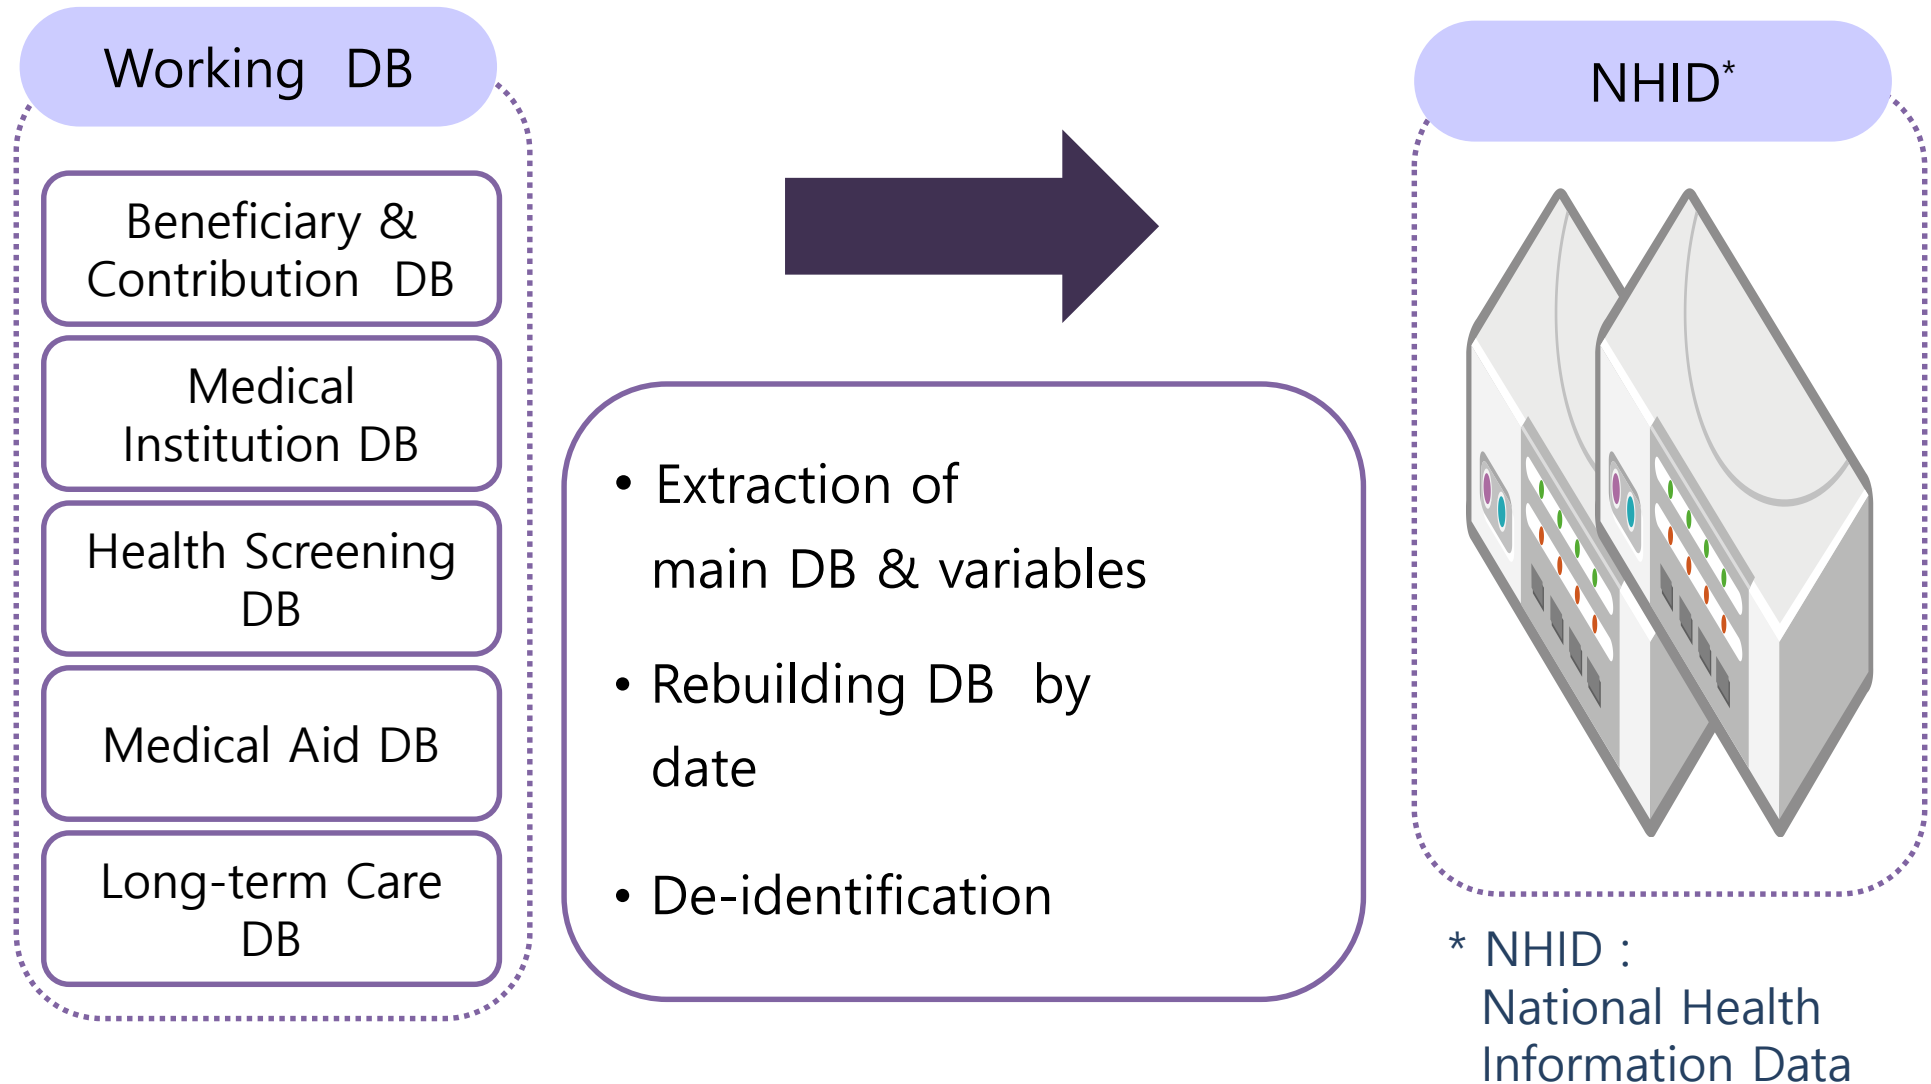 Working DB
Beneficiary &
Contribution DB
Medical
Institution DB
Health Screening
DB
Medical Aid DB
Long-term Care
DB
• Extraction of
main DB & variables
• Rebuilding DB by
date
• De-identification
NHID*
* NHID :
National Health
Information Data